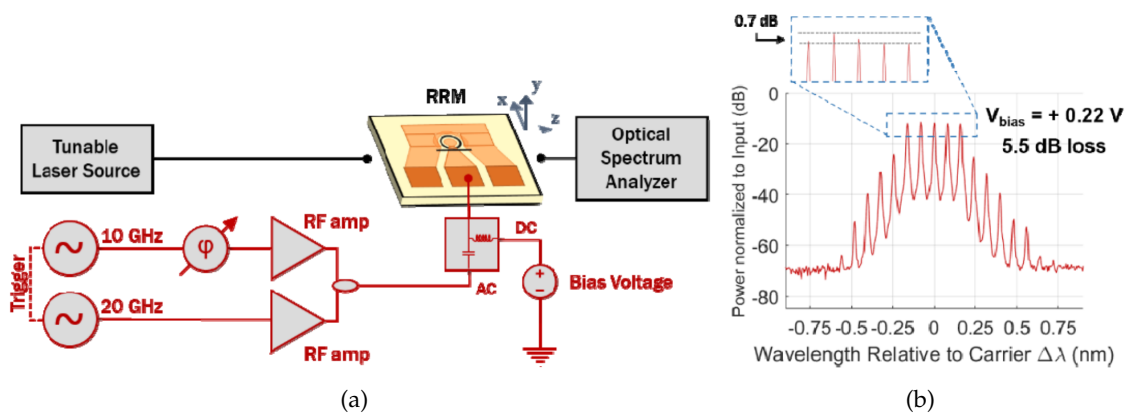 RRM
y
x
z
Tunable
Laser Source
Optical
Spectrum
Analyzer
10 GHz
φ
RF amp
DC
AC
Bias Voltage
Trigger
20 GHz
RF amp
+
−
(a)
0.7 dB
Power normalized to Input (dB)
0
-20
-40
-60
-80
V_bias = + 0.22 V
5.5 dB loss
-0.75 -0.5 -0.25 0 0.25 0.5 0.75
Wavelength Relative to Carrier Δλ (nm)
(b)